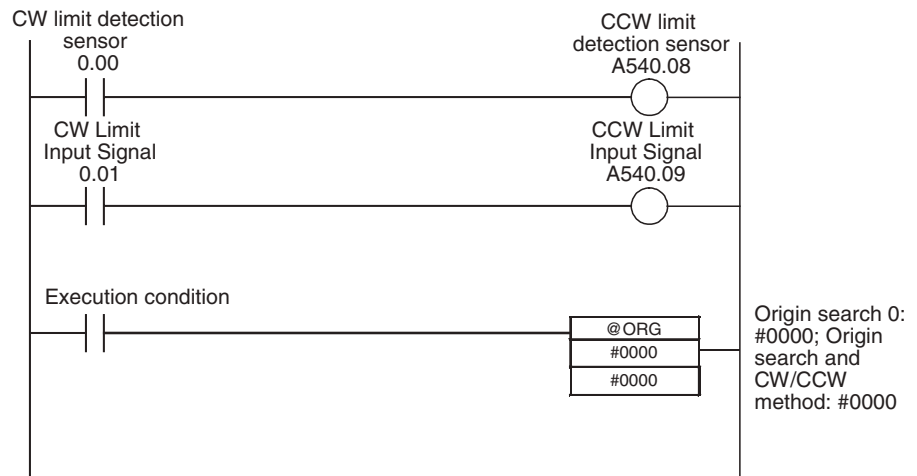 CW limit detection
sensor
0.00
CCW limit
detection sensor
A540.08
CW Limit
Input Signal
0.01
CCW Limit
Input Signal
A540.09
Execution condition
@ORG
#0000
#0000
Origin search 0:
#0000; Origin
search and
CW/CCW
method: #0000